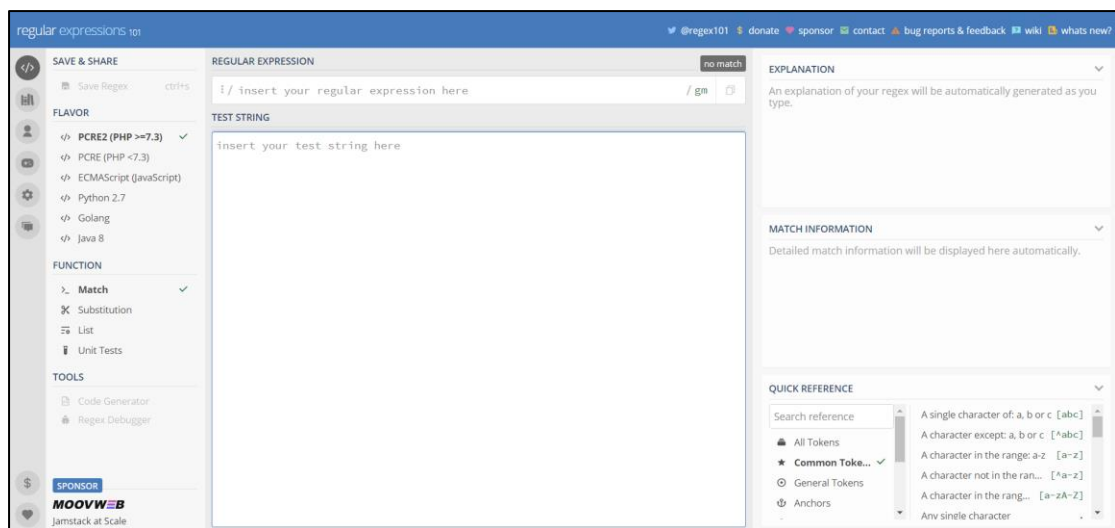 regular expressions 101
@regex101 $ donate sponsor contact bug reports & feedback wiki whats new?
SAVE & SHARE
Save Regex ctrl+s
FLAVOR
</> PCRE2 (PHP >=7.3)
</> PCRE (PHP <7.3)
</> ECMAScript (JavaScript)
</> Python 2.7
</> Golang
</> Java 8
FUNCTION
>_ Match
Substitution
List
Unit Tests
TOOLS
Code Generator
Regex Debugger
SPONSOR
MOOVWEB
Jamstack at Scale
REGULAR EXPRESSION
no match
/ insert your regular expression here / gm
TEST STRING
insert your test string here
EXPLANATION
An explanation of your regex will be automatically generated as you
type.
MATCH INFORMATION
Detailed match information will be displayed here automatically.
QUICK REFERENCE
Search reference
All Tokens
Common Toke...
General Tokens
Anchors
A single character of: a, b or c [abc]
A character except: a, b or c [^abc]
A character in the range: a-z [a-z]
A character not in the ran... [^a-z]
A character in the rang... [a-zA-Z]
Any single character .